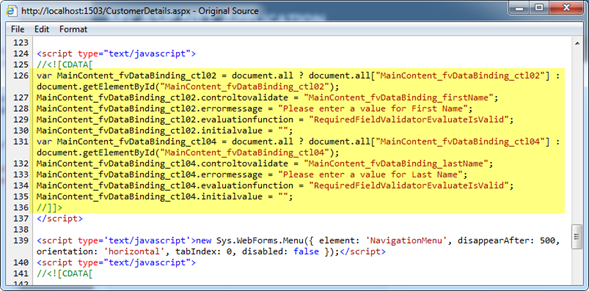 http://localhost:1503/CustomerDetails.aspx - Original Source
File Edit Format
123
124 <script type="text/javascript">
125 //<![CDATA[
126 var MainContent_fvDataBinding_ctl02 = document.all ? document.all["MainContent_fvDataBinding_ctl02"] :
document.getElementById("MainContent_fvDataBinding_ctl02");
127 MainContent_fvDataBinding_ctl02.controltovalidate = "MainContent_fvDataBinding_firstName";
128 MainContent_fvDataBinding_ctl02.errormessage = "Please enter a value for First Name";
129 MainContent_fvDataBinding_ctl02.evaluationfunction = "RequiredFieldValidatorEvaluateIsValid";
130 MainContent_fvDataBinding_ctl02.initialvalue = "";
131 var MainContent_fvDataBinding_ctl04 = document.all ? document.all["MainContent_fvDataBinding_ctl04"] :
document.getElementById("MainContent_fvDataBinding_ctl04");
132 MainContent_fvDataBinding_ctl04.controltovalidate = "MainContent_fvDataBinding_lastName";
133 MainContent_fvDataBinding_ctl04.errormessage = "Please enter a value for Last Name";
134 MainContent_fvDataBinding_ctl04.evaluationfunction = "RequiredFieldValidatorEvaluateIsValid";
135 MainContent_fvDataBinding_ctl04.initialvalue = "";
136 //]]>
137 </script>
138
139 <script type='text/javascript'>new Sys.WebForms.Menu({ element: 'NavigationMenu', disappearAfter: 500,
orientation: 'horizontal', tabIndex: 0, disabled: false });</script>
140 <script type="text/javascript">
141 //<![CDATA[